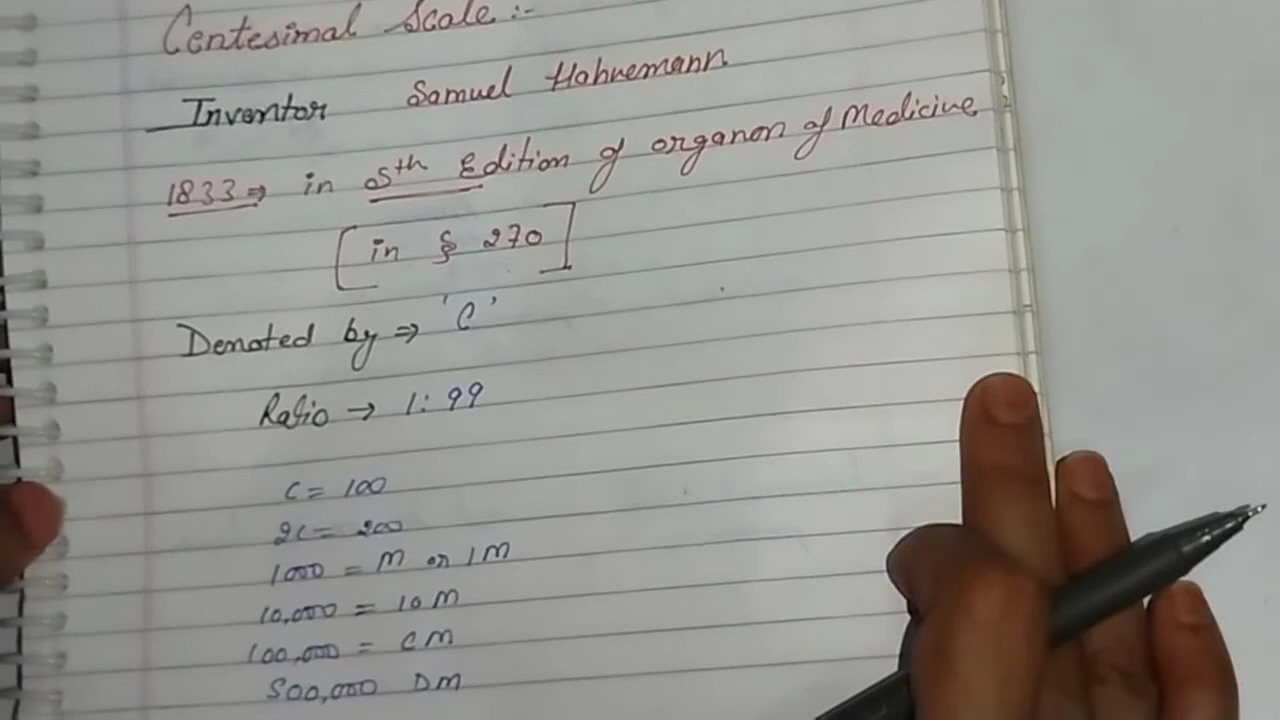 Centesimal Scale :-
Inventor Samuel Hahnemann
1833 ⇒ in 5th Edition of organon of Medicine :
[in § 270]
Denoted by ⇒ 'C'
Ratio → 1:99
C = 100
2C = 200
1000 = M or 1M
10,000 = 10 M
100,000 = CM
500,000 DM